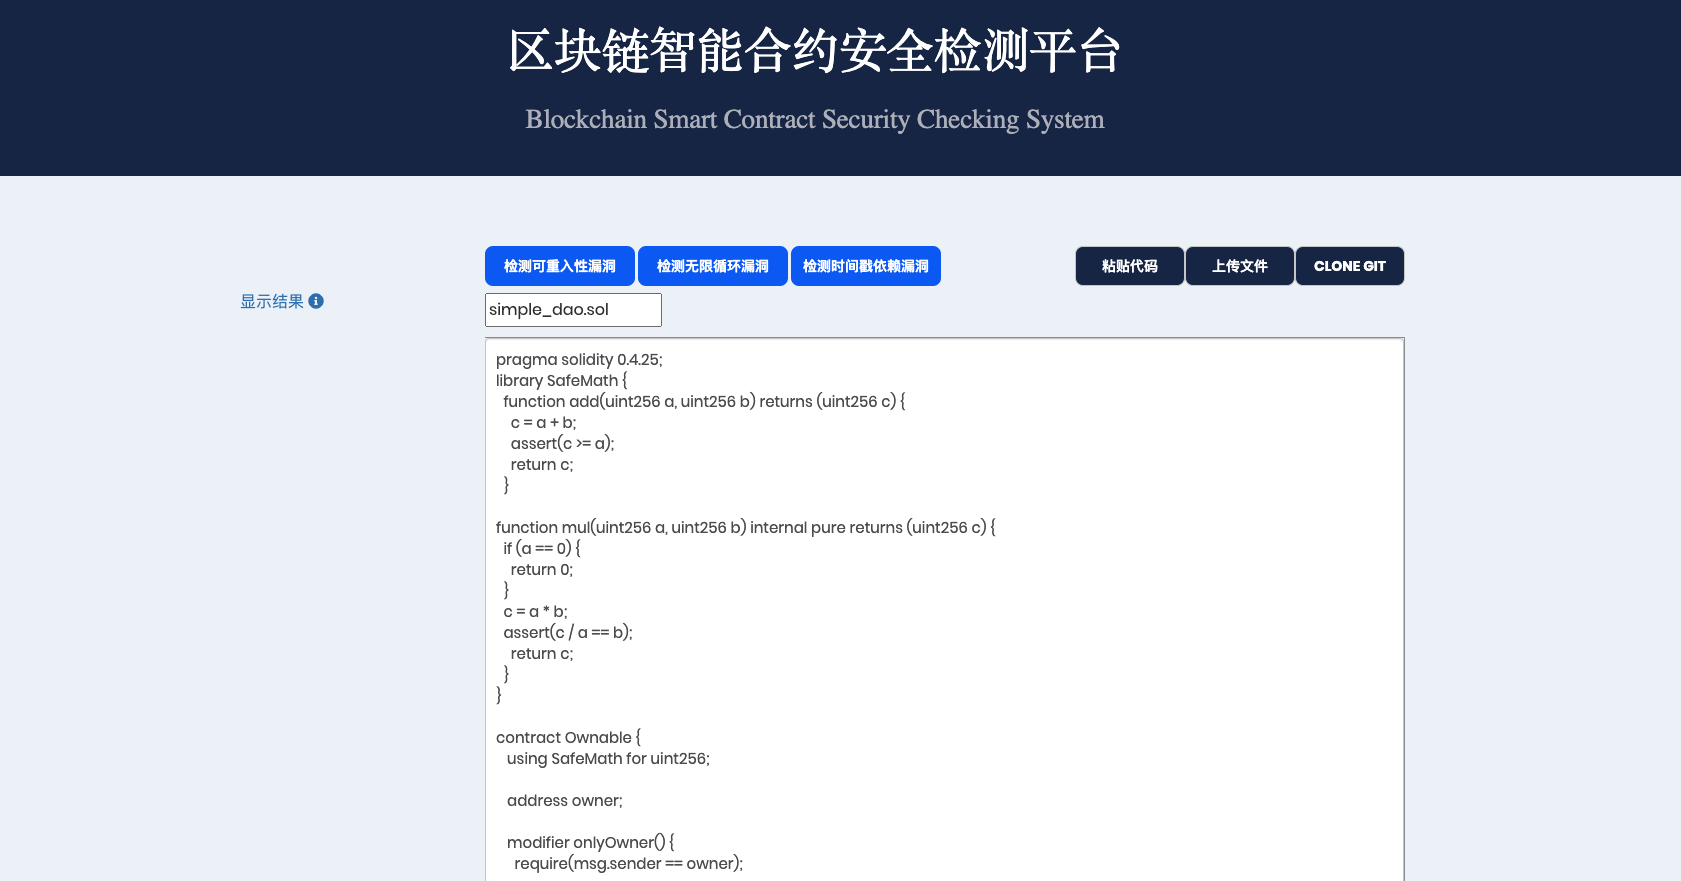 区块链智能合约安全检测平台
Blockchain Smart Contract Security Checking System
检测可重入性漏洞 检测无限循环漏洞 检测时间戳依赖漏洞 粘贴代码 上传文件 CLONE GIT
显示结果
simple_dao.sol
pragma solidity 0.4.25;
library SafeMath {
function add(uint256 a, uint256 b) returns (uint256 c) {
c = a + b;
assert(c >= a);
return c;
}
function mul(uint256 a, uint256 b) internal pure returns (uint256 c) {
if (a == 0) {
return 0;
}
c = a * b;
assert(c / a == b);
return c;
}
}
contract Ownable {
using SafeMath for uint256;
address owner;
modifier onlyOwner() {
require(msg.sender == owner);